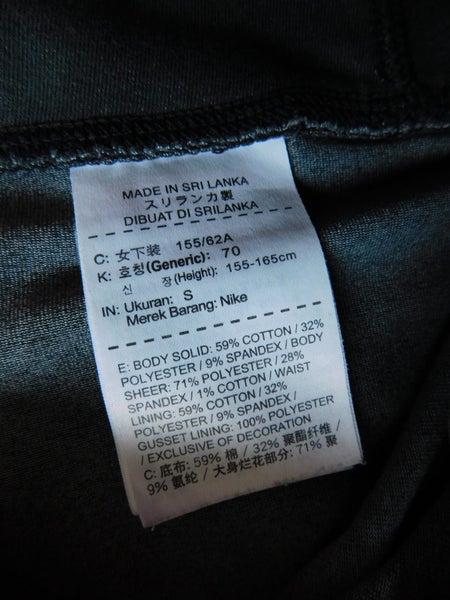 MADE IN SRI LANKA
スリランカ製
DIBUAT DI SRILANKA
C: 女下装 155/62A
K: 호칭(Generic): 70
신 장(Height): 155-165cm
IN: Ukuran: S
Merek Barang: Nike
E: BODY SOLID: 59% COTTON / 32%
POLYESTER / 9% SPANDEX / BODY
SHEER: 71% POLYESTER / 28%
SPANDEX / 1% COTTON / WAIST
LINING: 59% COTTON / 32%
POLYESTER / 9% SPANDEX /
GUSSET LINING: 100% POLYESTER
/ EXCLUSIVE OF DECORATION
C: 底布: 59% 棉 / 32% 聚酯纤维 /
9% 氨纶 / 大身烂花部分: 71% 聚